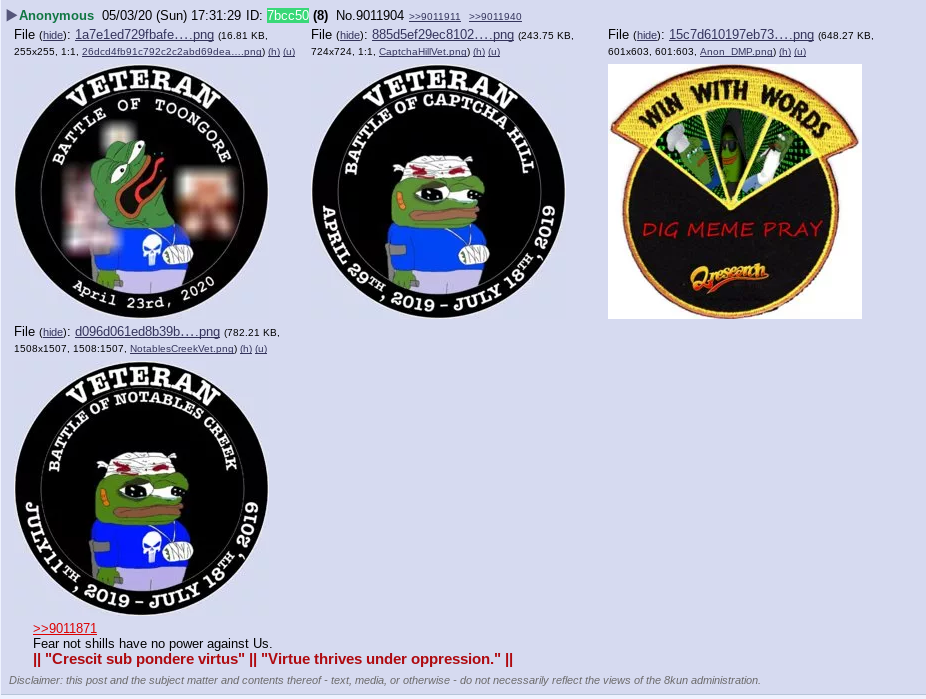 Anonymous 05/03/20 (Sun) 17:31:29 ID: 7bcc50 (8) No.9011904 >>9011911 >>9011940
File (hide): 1a7e1ed729fbafe….png (16.81 KB, 255x255, 1:1, 26dcd4fb91c792c2c2abd69dea….png) (h) (u)
VETERAN
BATTLE OF TOONGORE
April 23rd, 2020
File (hide): 885d5ef29ec8102….png (243.75 KB, 724x724, 1:1, CaptchaHillVet.png) (h) (u)
VETERAN
BATTLE OF CAPTCHA HILL
APRIL 29TH, 2019 – JULY 18TH, 2019
File (hide): 15c7d610197eb73….png (648.27 KB, 601x603, 601:603, Anon_DMP.png) (h) (u)
WIN WITH WORDS
DIG MEME PRAY
Qresearch
File (hide): d096d061ed8b39b….png (782.21 KB, 1508x1507, 1508:1507, NotablesCreekVet.png) (h) (u)
VETERAN
BATTLE OF NOTABLES CREEK
JULY 11TH, 2019 – JULY 18TH, 2019
>>9011871
Fear not shills have no power against Us.
|| "Crescit sub pondere virtus" || "Virtue thrives under oppression." ||
Disclaimer: this post and the subject matter and contents thereof - text, media, or otherwise - do not necessarily reflect the views of the 8kun administration.